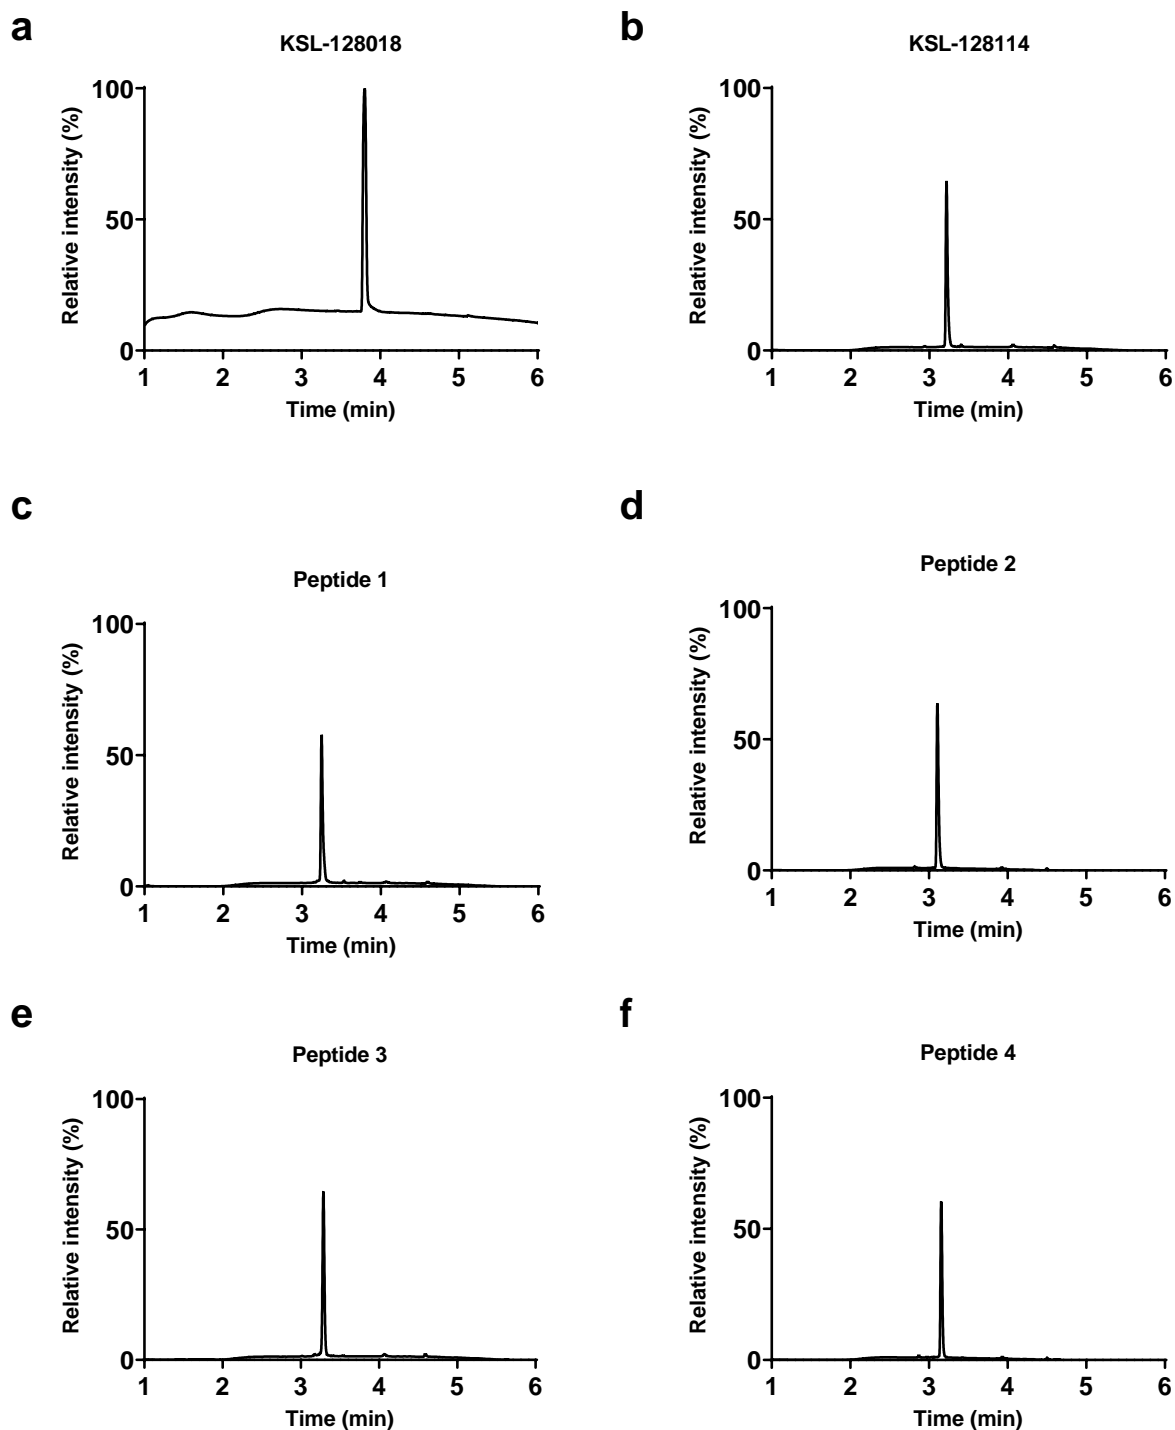 a
KSL-128018
Relative intensity (%)
100
50
0
1 2 3 4 5 6
Time (min)
b
KSL-128114
Relative intensity (%)
100
50
0
1 2 3 4 5 6
Time (min)
c
Peptide 1
Relative intensity (%)
100
50
0
1 2 3 4 5 6
Time (min)
d
Peptide 2
Relative intensity (%)
100
50
0
1 2 3 4 5 6
Time (min)
e
Peptide 3
Relative intensity (%)
100
50
0
1 2 3 4 5 6
Time (min)
f
Peptide 4
Relative intensity (%)
100
50
0
1 2 3 4 5 6
Time (min)